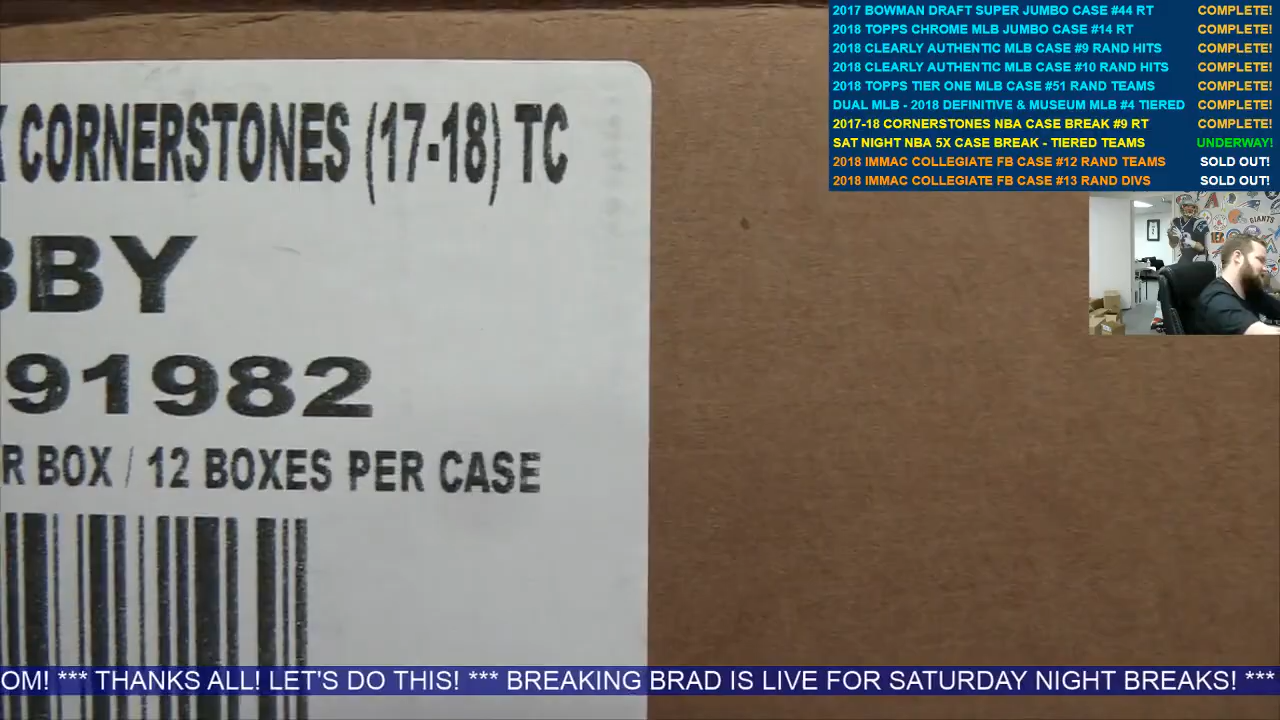 CORNERSTONES (17-18) TC
BBY
91982
R BOX / 12 BOXES PER CASE
2017 BOWMAN DRAFT SUPER JUMBO CASE #44 RT COMPLETE!
2018 TOPPS CHROME MLB JUMBO CASE #14 RT COMPLETE!
2018 CLEARLY AUTHENTIC MLB CASE #9 RAND HITS COMPLETE!
2018 CLEARLY AUTHENTIC MLB CASE #10 RAND HITS COMPLETE!
2018 TOPPS TIER ONE MLB CASE #51 RAND TEAMS COMPLETE!
DUAL MLB - 2018 DEFINITIVE & MUSEUM MLB #4 TIERED COMPLETE!
2017-18 CORNERSTONES NBA CASE BREAK #9 RT COMPLETE!
SAT NIGHT NBA 5X CASE BREAK - TIERED TEAMS UNDERWAY!
2018 IMMAC COLLEGIATE FB CASE #12 RAND TEAMS SOLD OUT!
2018 IMMAC COLLEGIATE FB CASE #13 RAND DIVS SOLD OUT!
GIANTS
OM! *** THANKS ALL! LET'S DO THIS! *** BREAKING BRAD IS LIVE FOR SATURDAY NIGHT BREAKS! ***